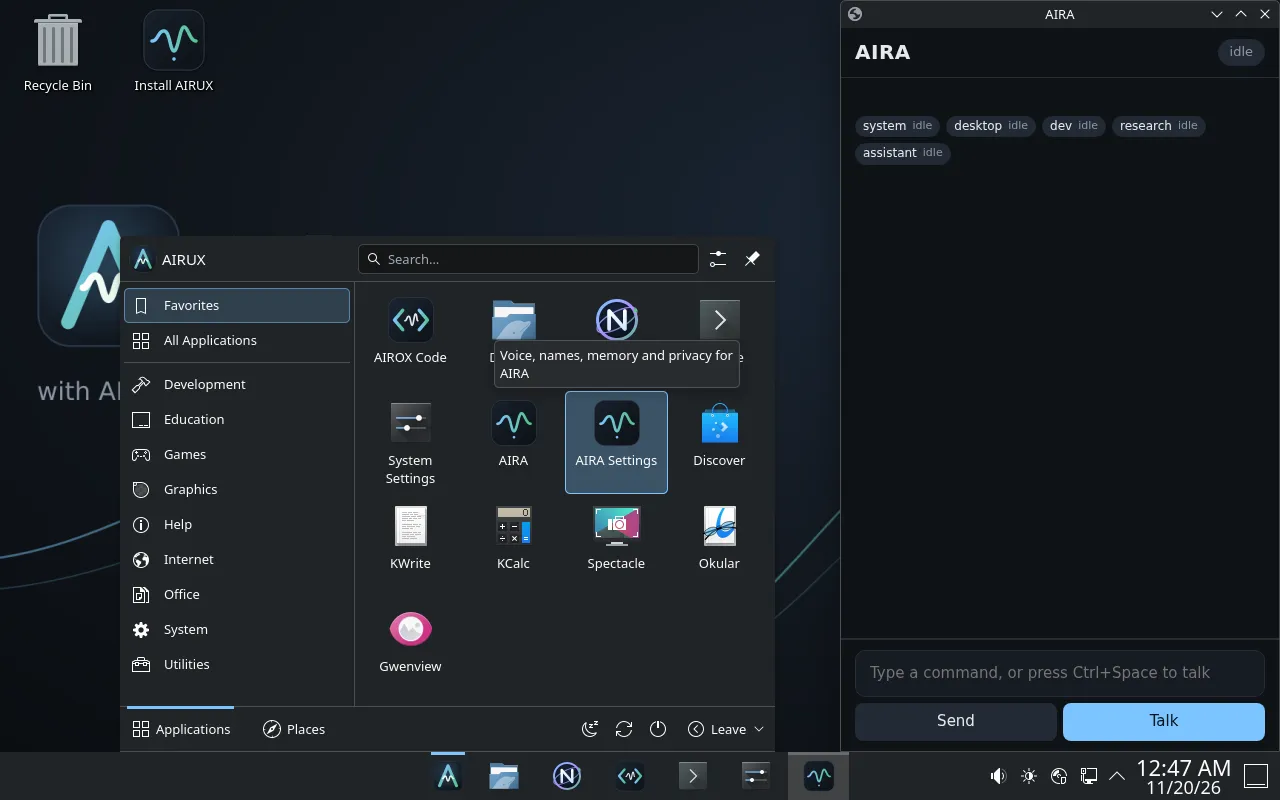 Recycle Bin
Install AIRUX
with
AIRUX
Search...
Favorites
All Applications
Development
Education
Games
Graphics
Help
Internet
Office
System
Utilities
AIROX Code
Voice, names, memory and privacy for
AIRA
System
Settings
AIRA
AIRA Settings
Discover
KWrite
KCalc
Spectacle
Okular
Gwenview
Applications
Places
Leave
AIRA
AIRA
idle
system idle
desktop idle
dev idle
research idle
assistant idle
Type a command, or press Ctrl+Space to talk
Send
Talk
12:47 AM
11/20/26